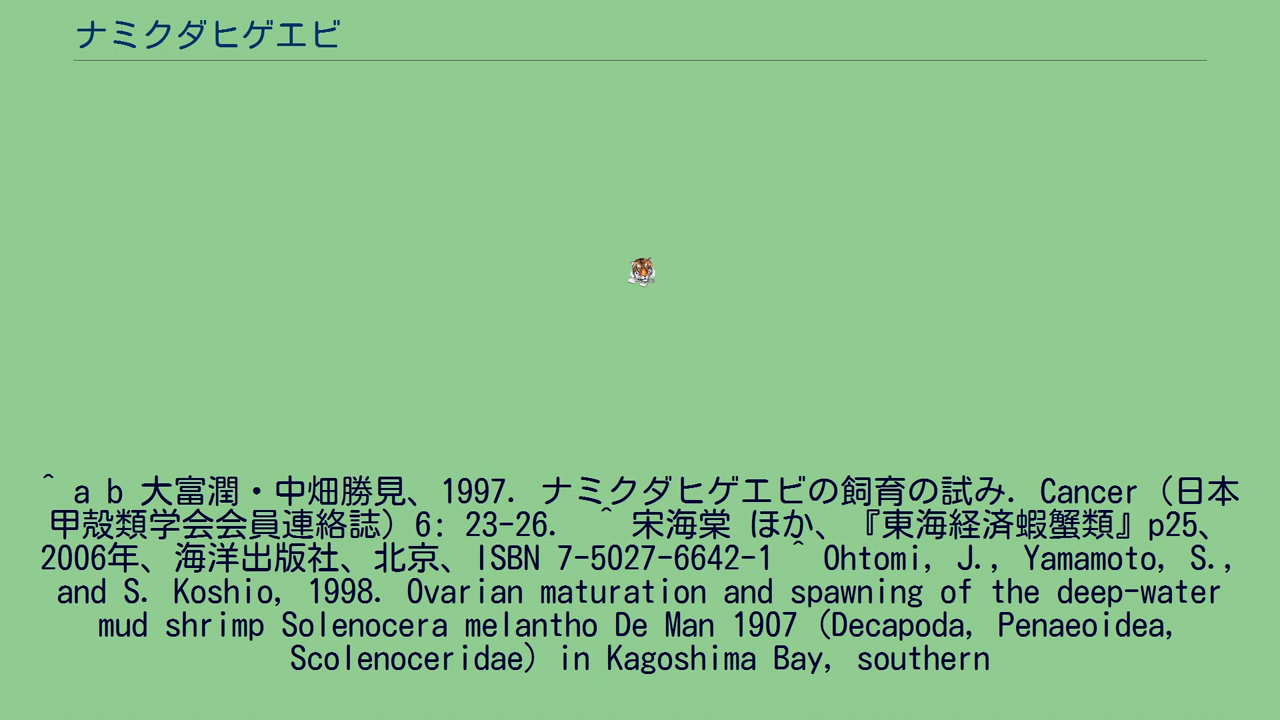 ナミクダヒゲエビ
^ a b 大富潤・中畑勝見、1997. ナミクダヒゲエビの飼育の試み. Cancer (日本
甲殻類学会会員連絡誌) 6: 23-26. ^ 宋海棠 ほか、『東海経済蝦蟹類』p25、
2006年、海洋出版社、北京、ISBN 7-5027-6642-1 ^ Ohtomi, J., Yamamoto, S.,
and S. Koshio, 1998. Ovarian maturation and spawning of the deep-water
mud shrimp Solenocera melantho De Man 1907 (Decapoda, Penaeoidea,
Scolenoceridae) in Kagoshima Bay, southern